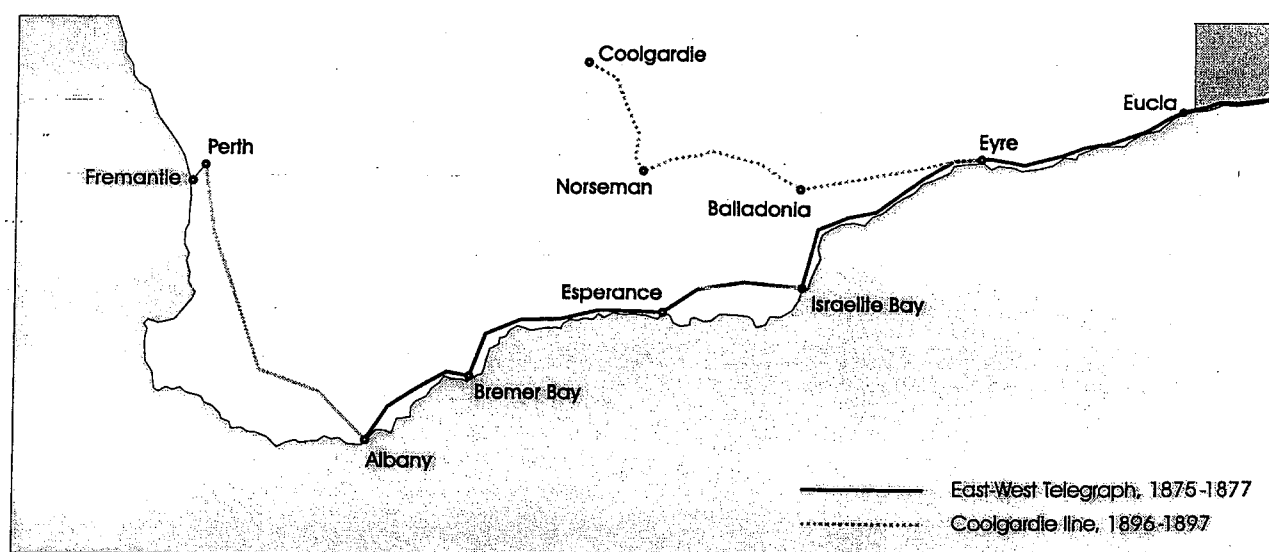 Coolgardie
Eucla
Perth
Eyre
Fremantle
Norseman
Balladonia
Esperance
Israelite Bay
Bremer Bay
Albany
East-West Telegraph, 1875-1877
Coolgardie line, 1896-1897